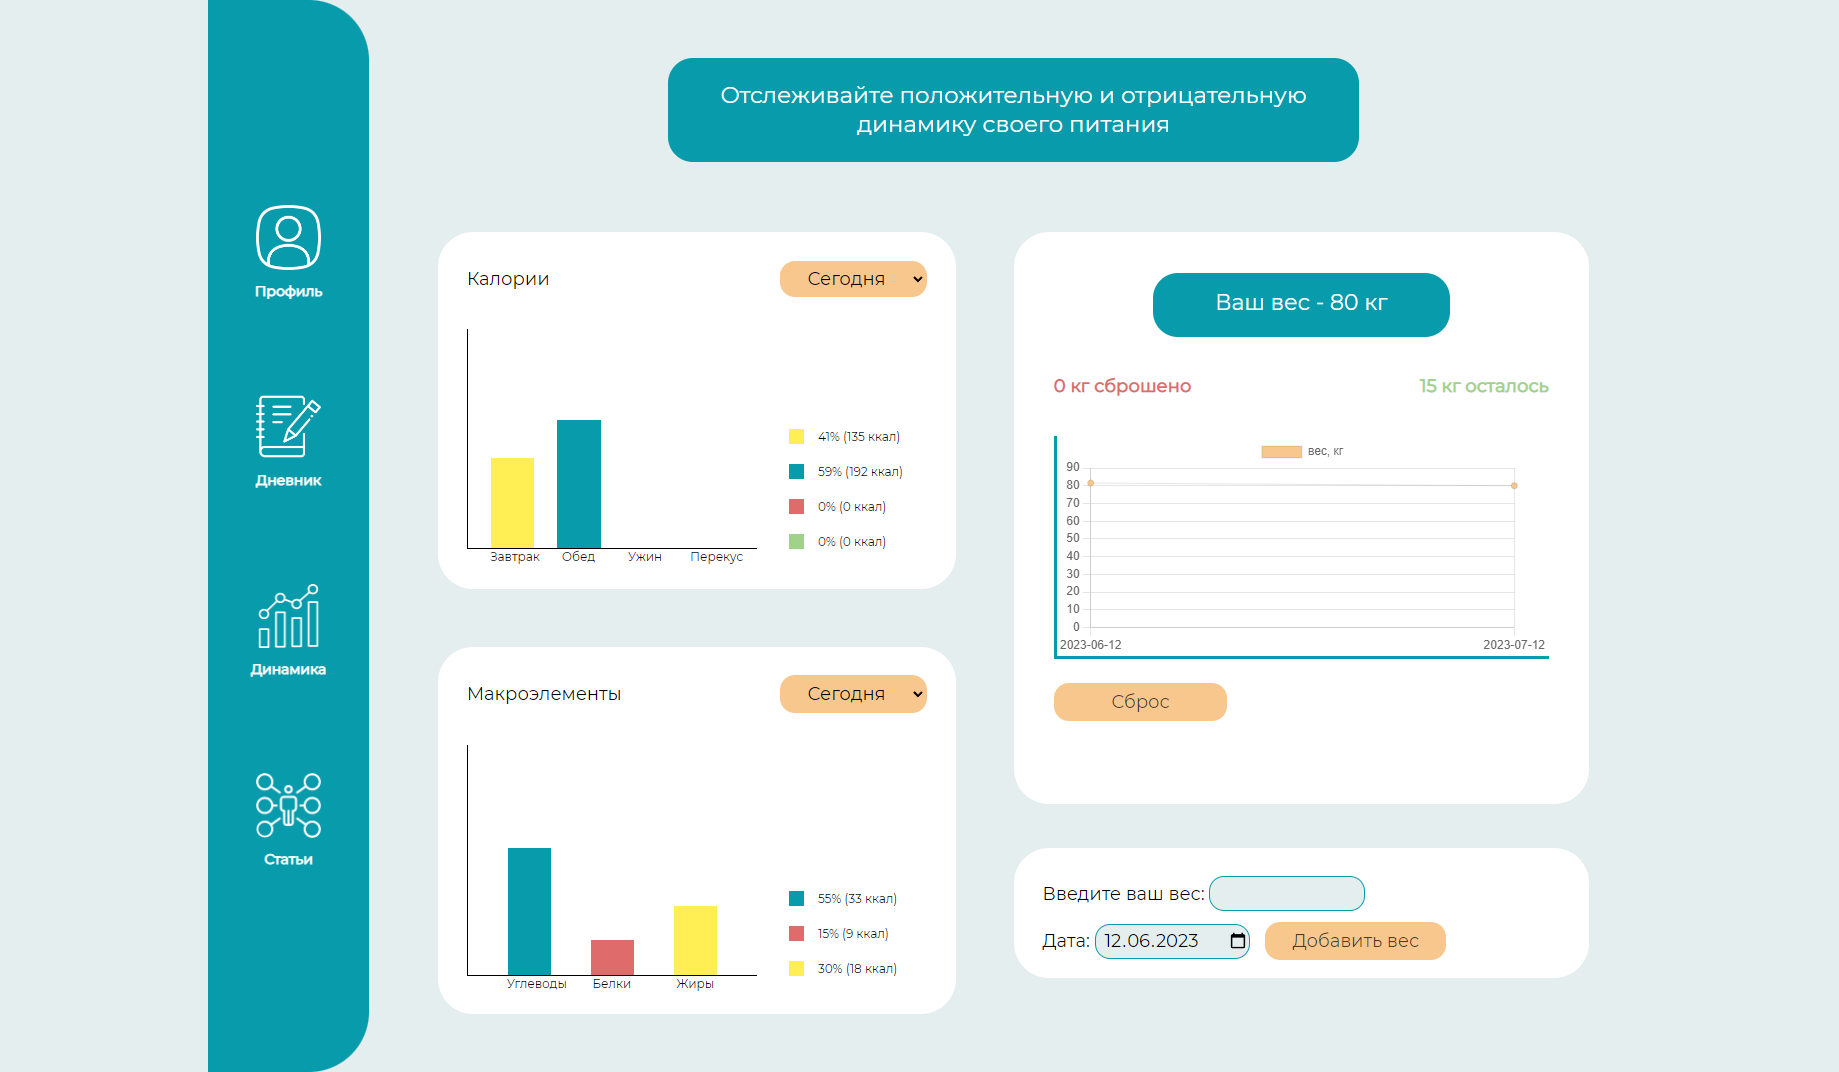 Отслеживайте положительную и отрицательную
динамику своего питания
Профиль
Дневник
Динамика
Статьи
Калории
Сегодня
41% (135 ккал)
59% (192 ккал)
0% (0 ккал)
0% (0 ккал)
Завтрак Обед Ужин Перекус
Макроэлементы
Сегодня
55% (33 ккал)
15% (9 ккал)
30% (18 ккал)
Углеводы Белки Жиры
Ваш вес - 80 кг
0 кг сброшено 15 кг осталось
вес, кг
90
80
70
60
50
40
30
20
10
0
2023-06-12 2023-07-12
Сброс
Введите ваш вес:
Дата: 12.06.2023 Добавить вес